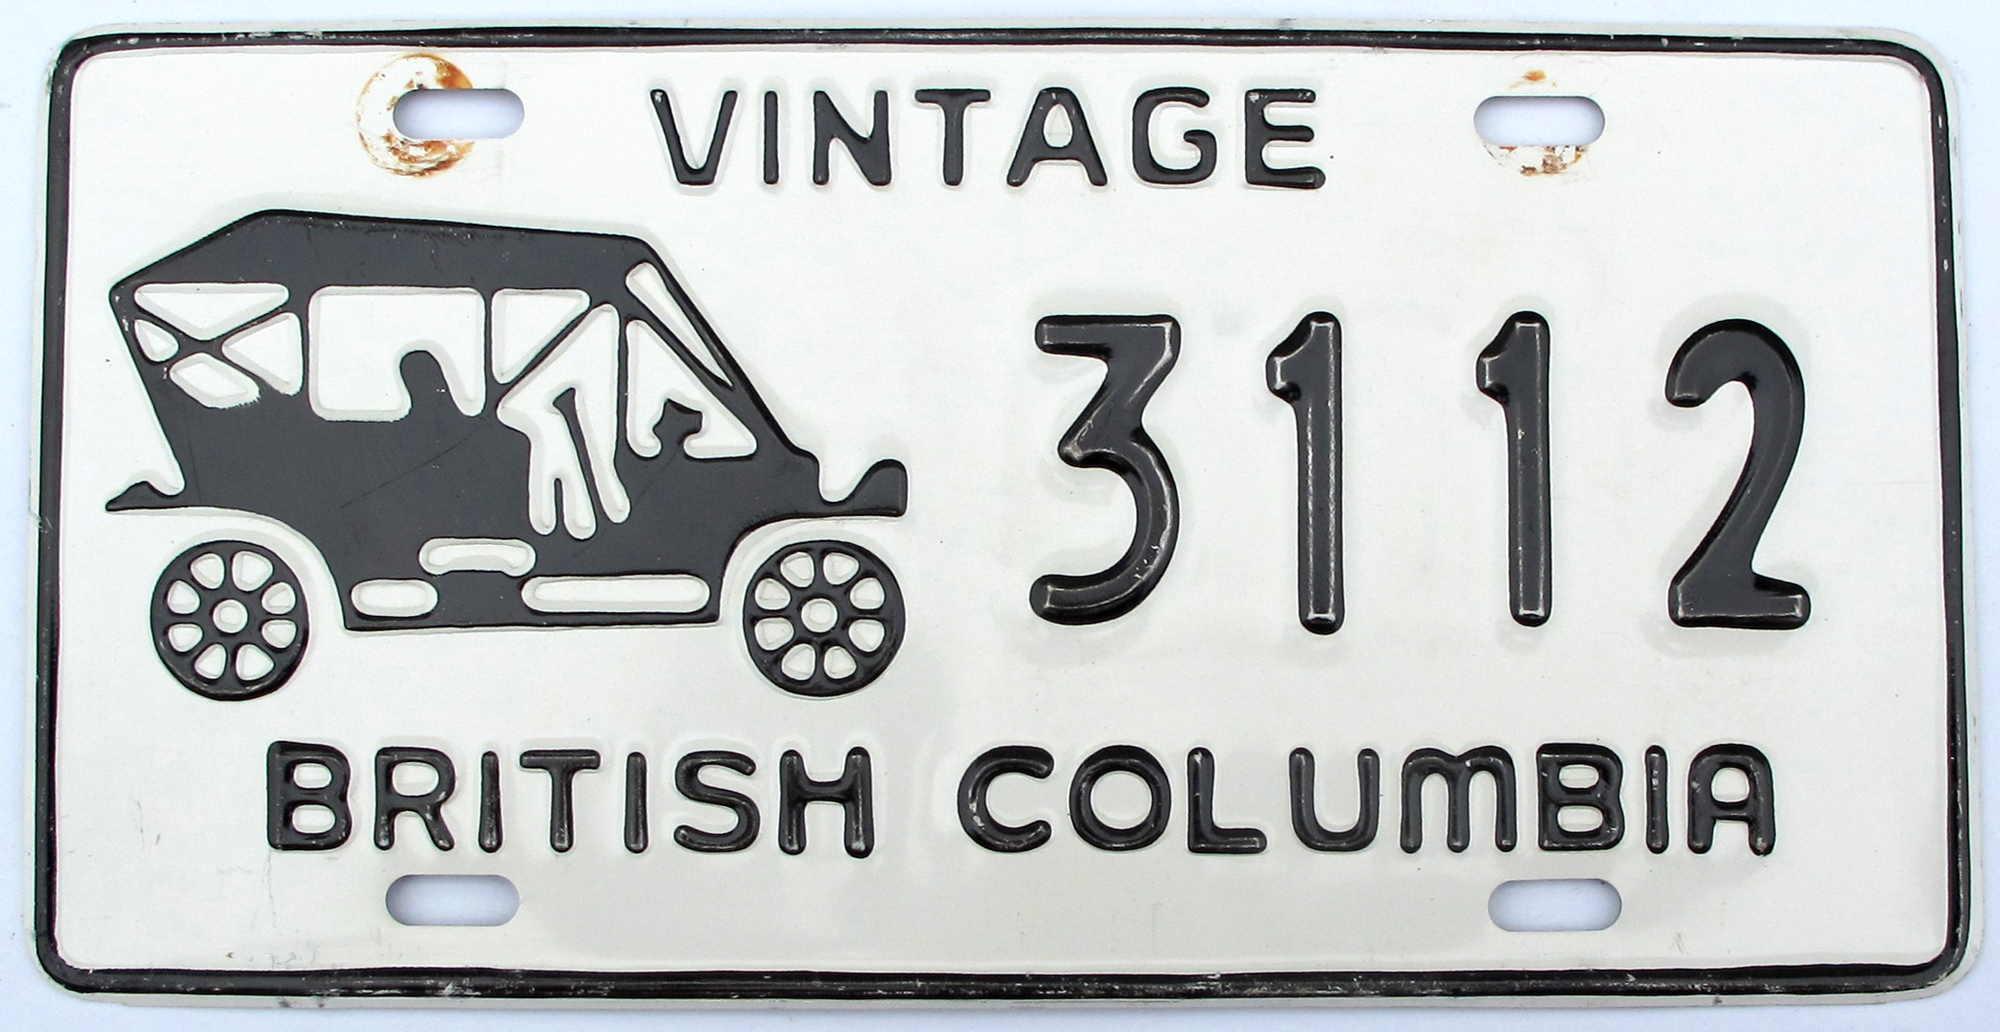 VINTAGE
3112
BRITISH COLUMBIA